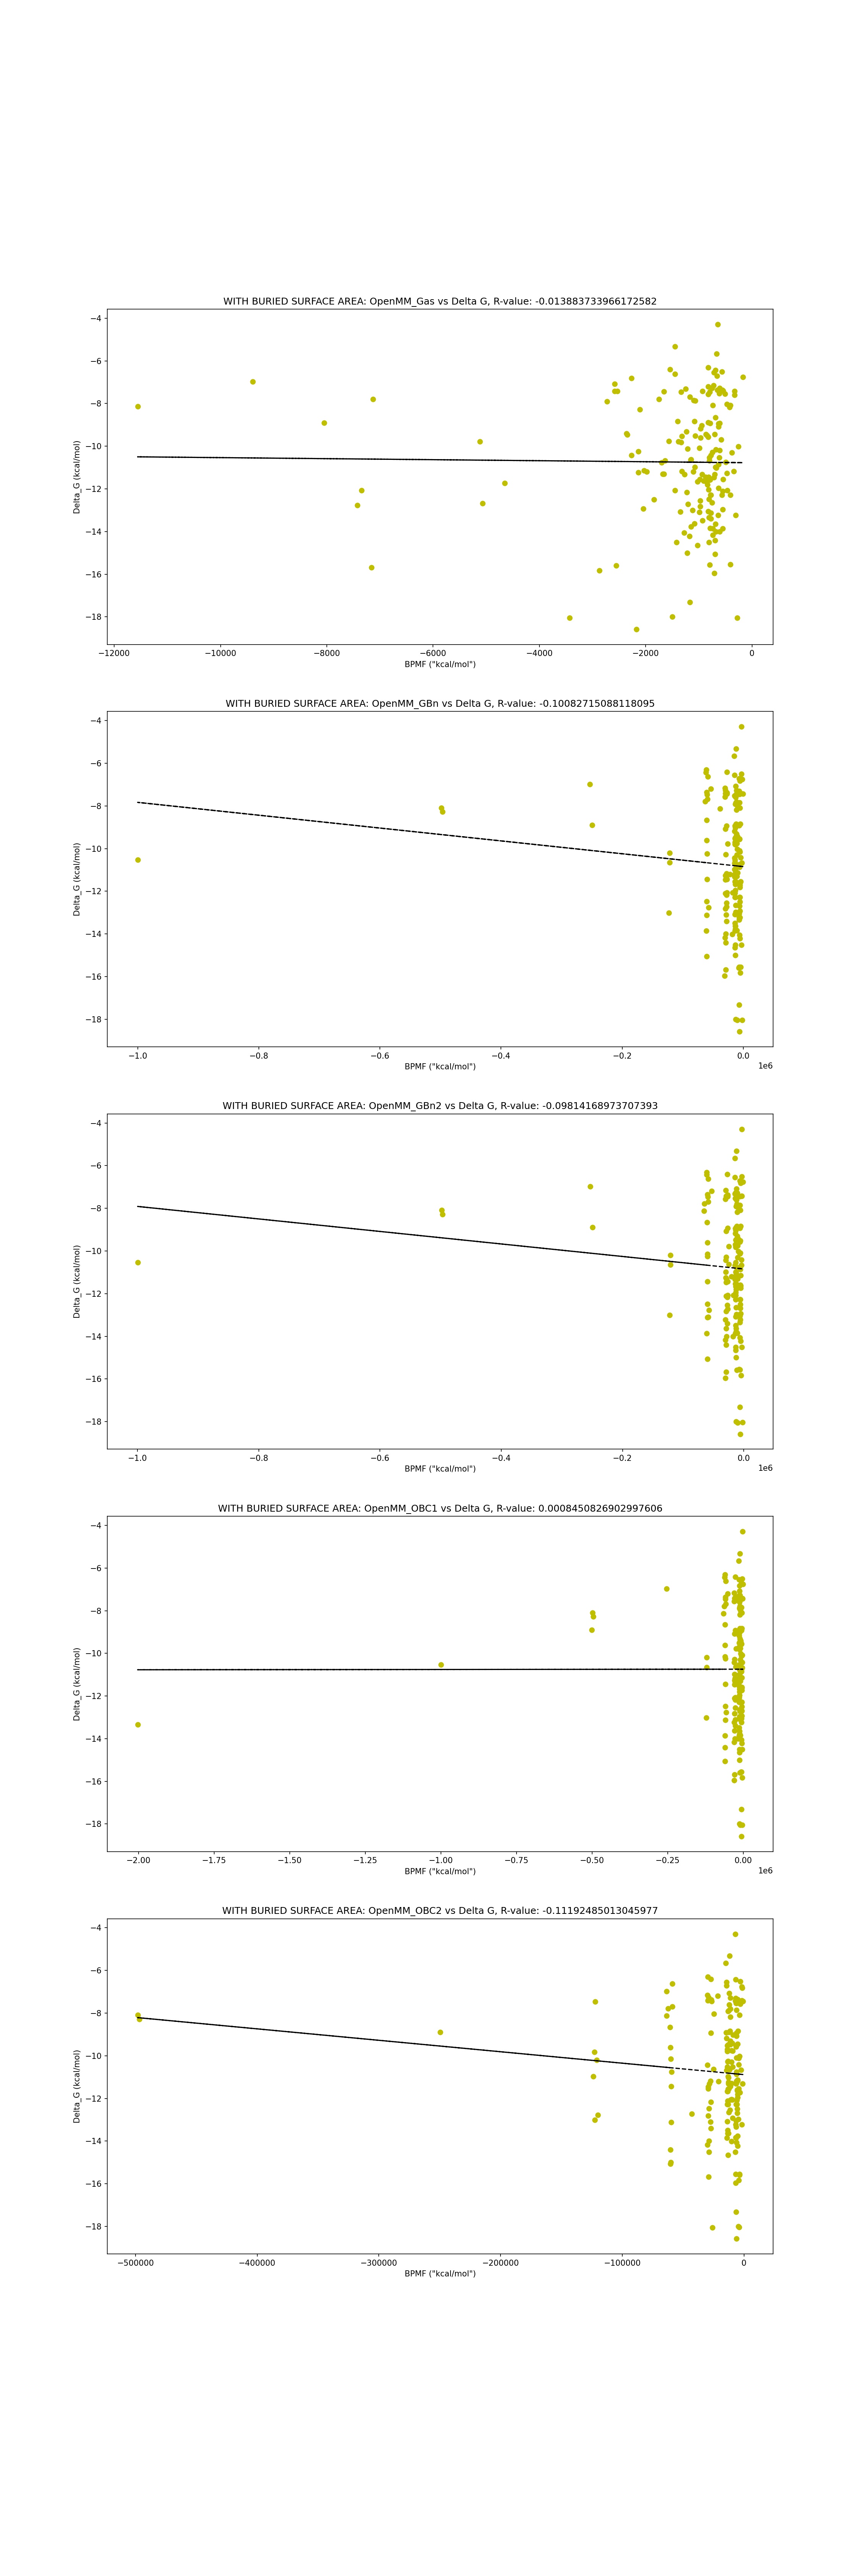 WITH BURIED SURFACE AREA: OpenMM_Gas vs Delta G, R-value: -0.013883733966172582
−4
−6
−8
−10
−12
−14
−16
−18
Delta_G (kcal/mol)
−12000 −10000 −8000 −6000 −4000 −2000 0
BPMF ("kcal/mol")
WITH BURIED SURFACE AREA: OpenMM_GBn vs Delta G, R-value: -0.10082715088118095
−4
−6
−8
−10
−12
−14
−16
−18
Delta_G (kcal/mol)
−1.0 −0.8 −0.6 −0.4 −0.2 0.0
1e6
BPMF ("kcal/mol")
WITH BURIED SURFACE AREA: OpenMM_GBn2 vs Delta G, R-value: -0.09814168973707393
−4
−6
−8
−10
−12
−14
−16
−18
Delta_G (kcal/mol)
−1.0 −0.8 −0.6 −0.4 −0.2 0.0
1e6
BPMF ("kcal/mol")
WITH BURIED SURFACE AREA: OpenMM_OBC1 vs Delta G, R-value: 0.0008450826902997606
−4
−6
−8
−10
−12
−14
−16
−18
Delta_G (kcal/mol)
−2.00 −1.75 −1.50 −1.25 −1.00 −0.75 −0.50 −0.25 0.00
1e6
BPMF ("kcal/mol")
WITH BURIED SURFACE AREA: OpenMM_OBC2 vs Delta G, R-value: -0.11192485013045977
−4
−6
−8
−10
−12
−14
−16
−18
Delta_G (kcal/mol)
−500000 −400000 −300000 −200000 −100000 0
BPMF ("kcal/mol")